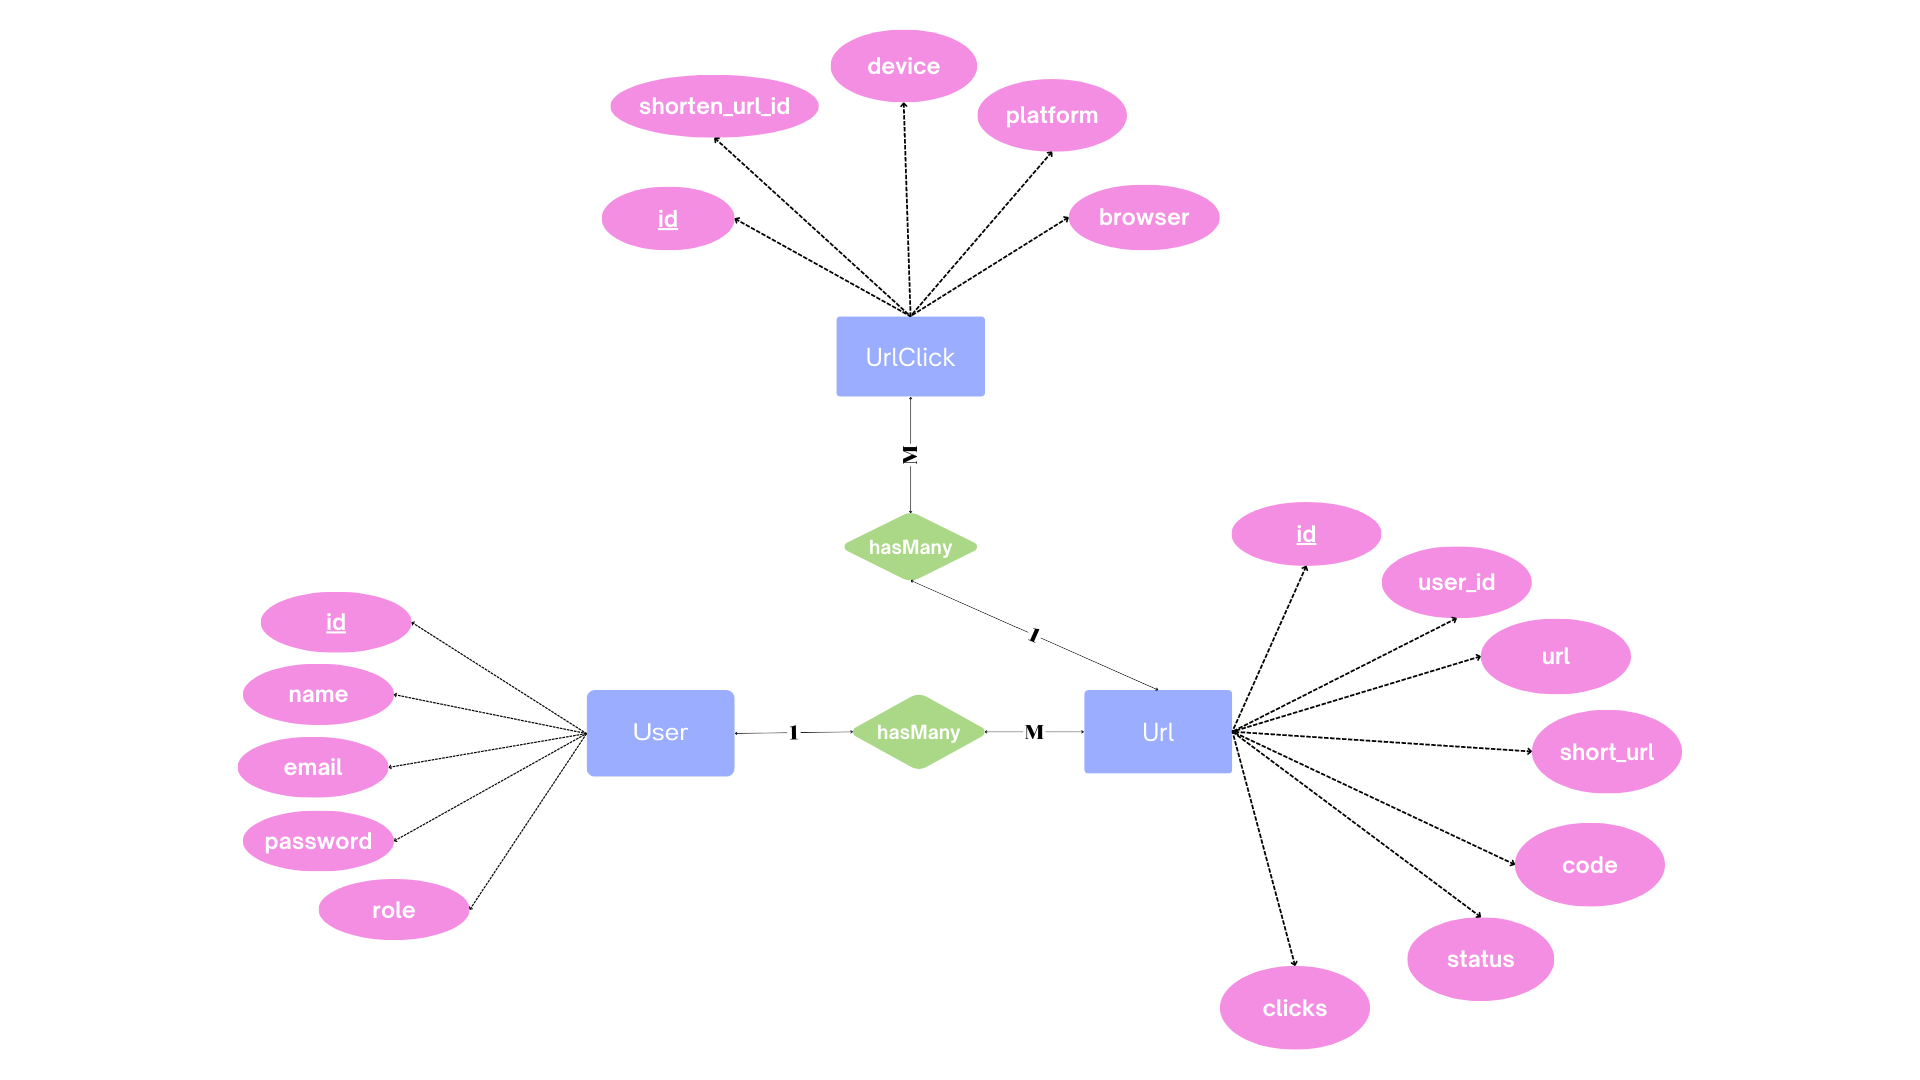 device
shorten_url_id
platform
id
browser
UrlClick
M
hasMany
1
id
user_id
url
short_url
code
status
clicks
id
name
email
password
role
User
1
hasMany
M
Url